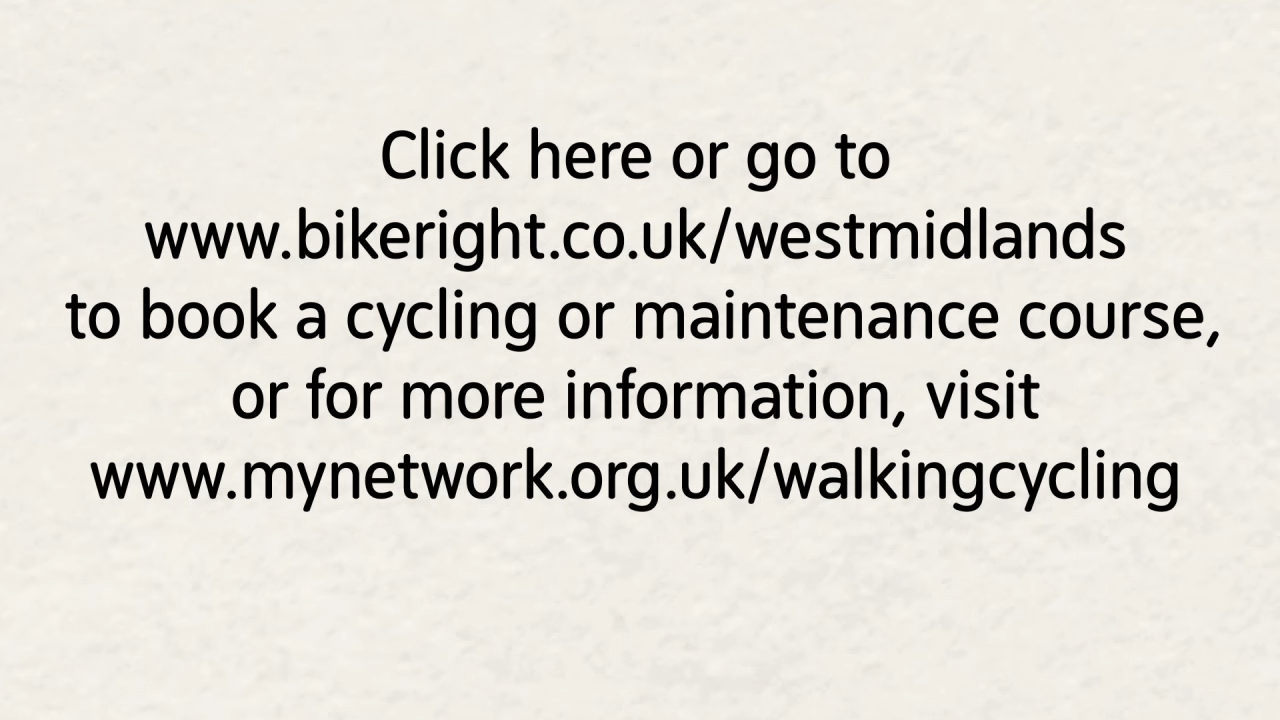 Click here or go to
www.bikeright.co.uk/westmidlands
to book a cycling or maintenance course,
or for more information, visit
www.mynetwork.org.uk/walkingcycling